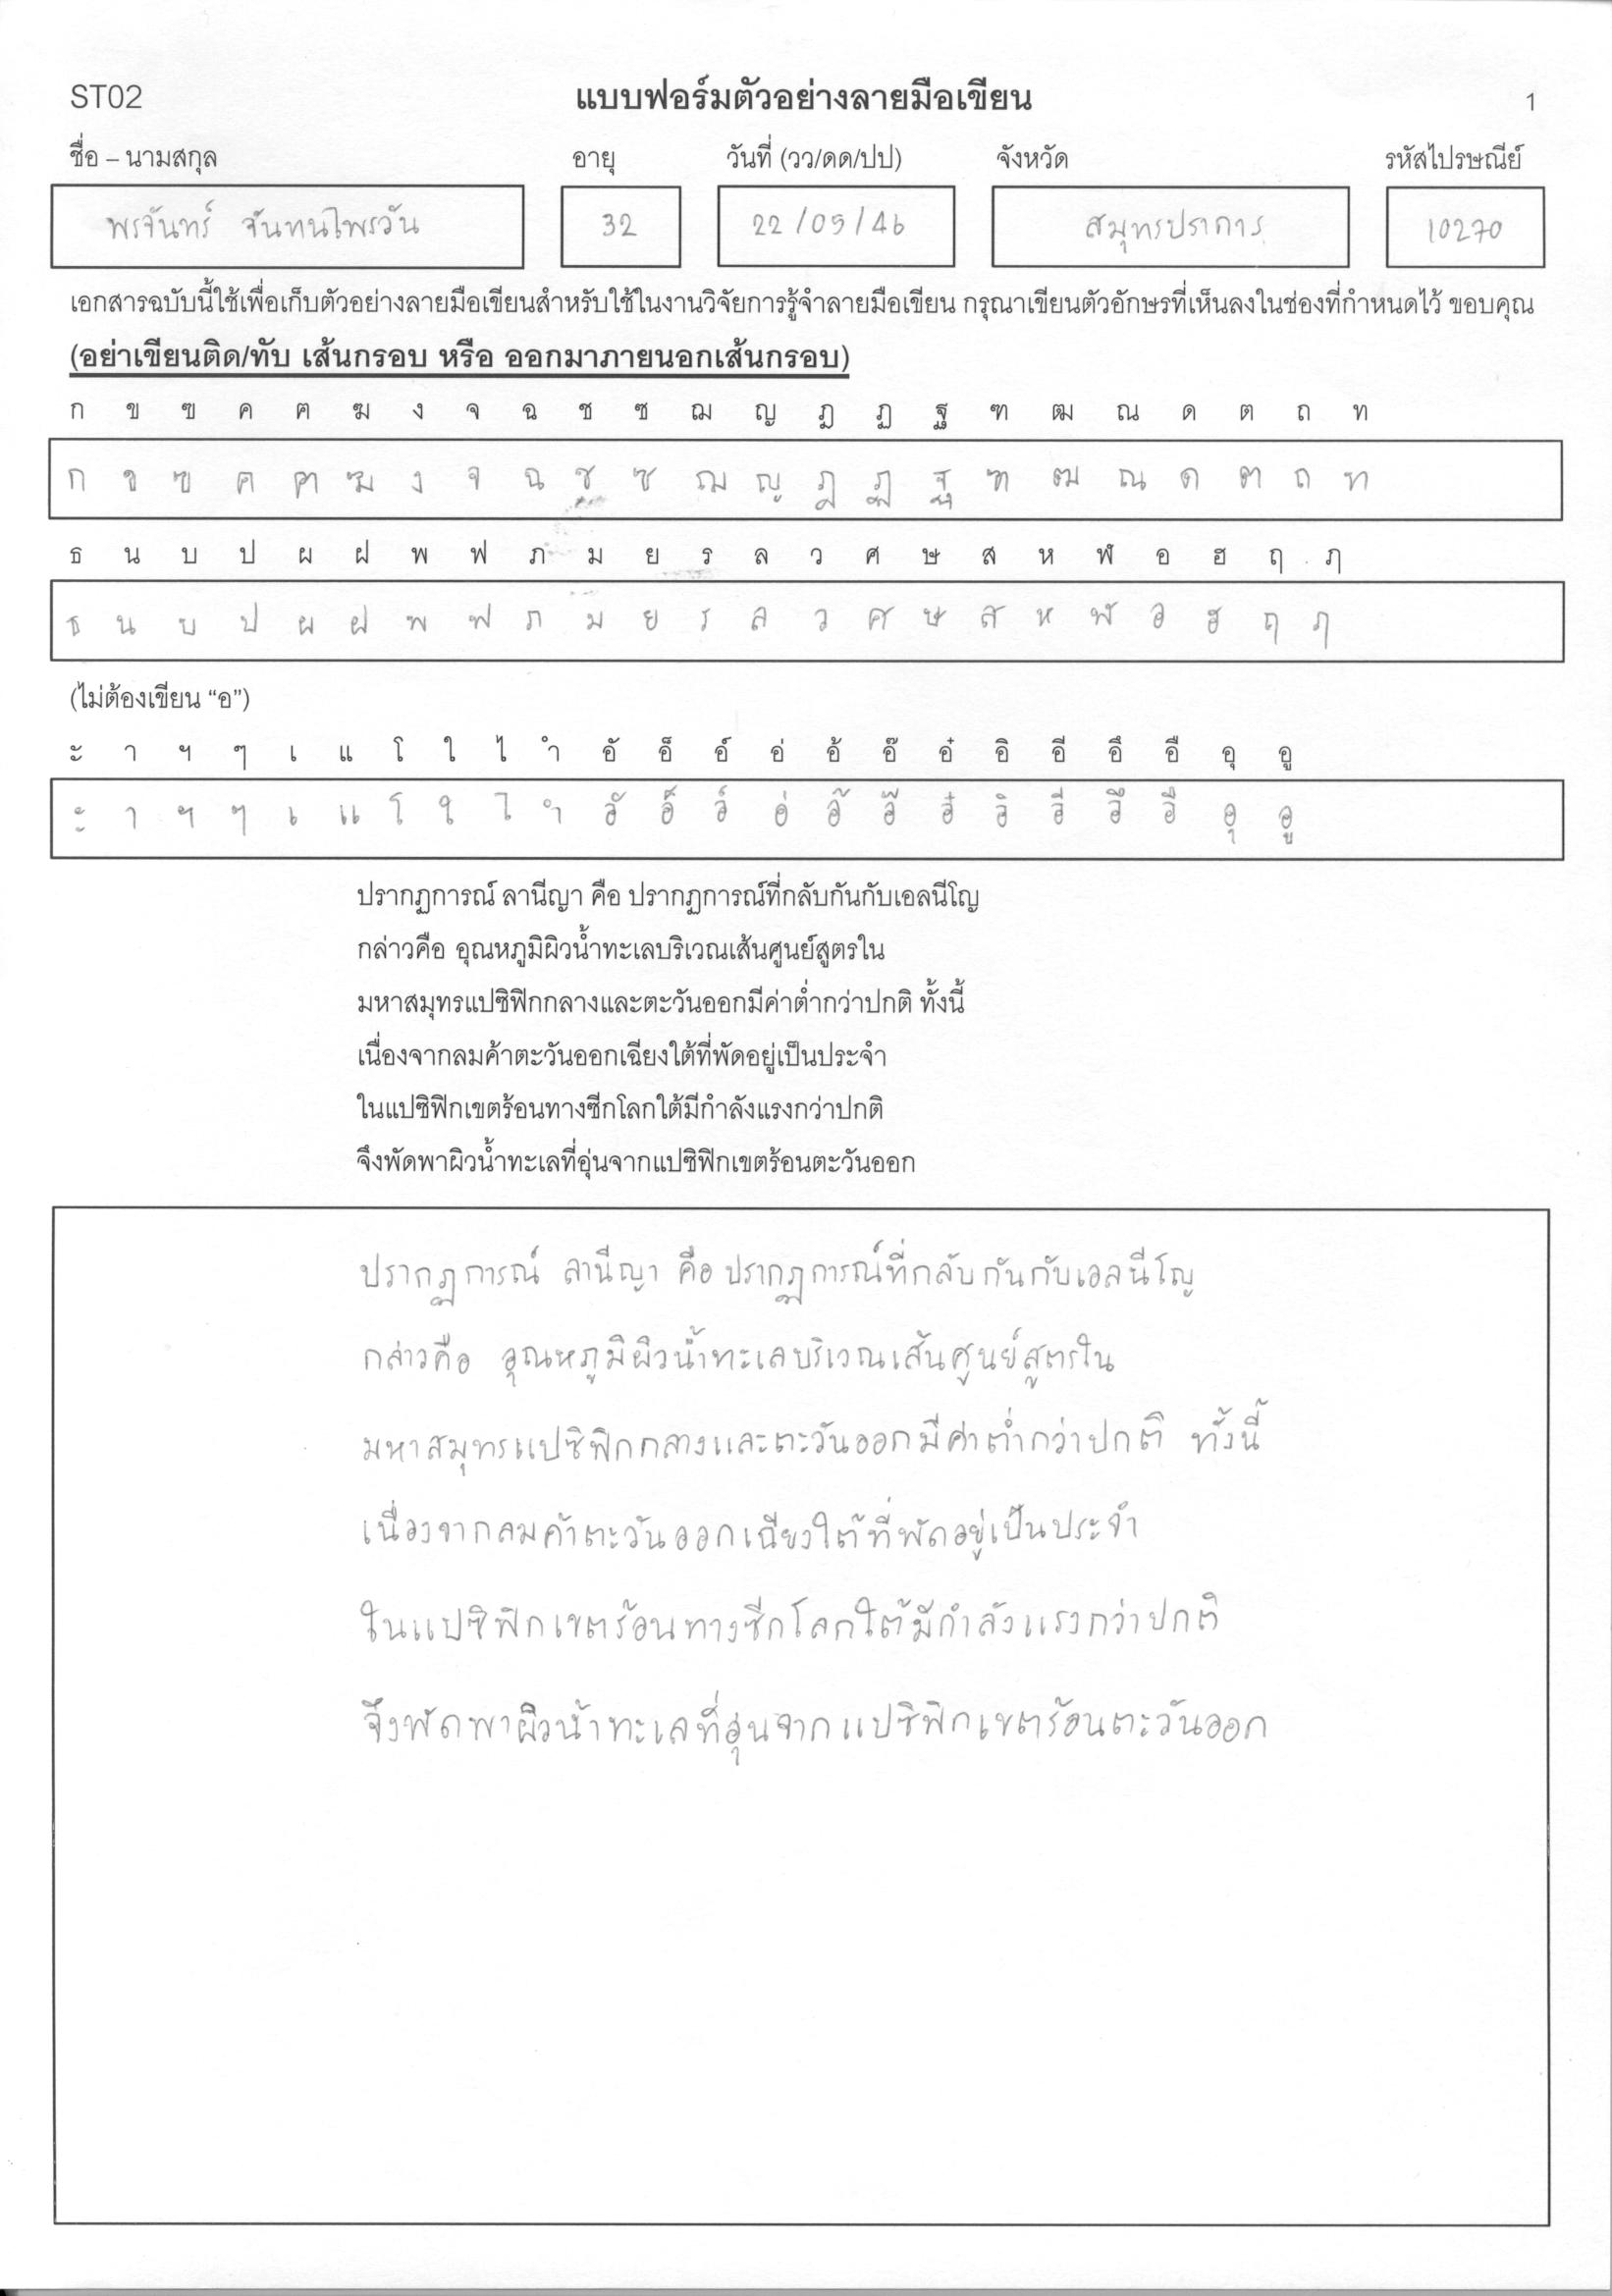 ST02 แบบฟอร์มตัวอย่างลายมือเขียน 1
ชื่อ – นามสกุล อายุ วันที่ (วว/ดด/ปป) จังหวัด รหัสไปรษณีย์
พรจันทร์ จันทนไพรวัน 32 22/05/46 สมุทรปราการ 10270
เอกสารฉบับนี้ใช้เพื่อเก็บตัวอย่างลายมือเขียนสำหรับใช้ในงานวิจัยการรู้จำลายมือเขียน กรุณาเขียนตัวอักษรที่เห็นลงในช่องที่กำหนดไว้ ขอบคุณ
(อย่าเขียนติด/ทับ เส้นกรอบ หรือ ออกมาภายนอกเส้นกรอบ)
ก ข ฃ ค ฅ ฆ ง จ ฉ ช ซ ฌ ญ ฎ ฏ ฐ ฑ ฒ ณ ด ต ถ ท
ก ข ฃ ค ฅ ฆ ง จ ฉ ช ซ ฌ ญ ฎ ฏ ฐ ฑ ฒ ณ ด ต ถ ท
ธ น บ ป ผ ฝ พ ฟ ภ ม ย ร ล ว ศ ษ ส ห ฬ อ ฮ ฤ ฦ
ธ น บ ป ผ ฝ พ ฟ ภ ม ย ร ล ว ศ ษ ส ห ฬ อ ฮ ฤ ฦ
(ไม่ต้องเขียน “อ”)
ะ า ฯ ๆ เ แ โ ใ ไ ำ อั อ็ อ์ อ่ อ้ อ๊ อ๋ อิ อี อึ อื อุ อู
ะ า ฯ ๆ เ แ โ ใ ไ ำ อั อ็ อ์ อ่ อ้ อ๊ อ๋ อิ อี อึ อื อุ อู
ปรากฏการณ์ ลานีญา คือ ปรากฏการณ์ที่กลับกันกับเอลนีโญ
กล่าวคือ อุณหภูมิผิวน้ำทะเลบริเวณเส้นศูนย์สูตรใน
มหาสมุทรแปซิฟิกกลางและตะวันออกมีค่าต่ำกว่าปกติ ทั้งนี้
เนื่องจากลมค้าตะวันออกเฉียงใต้ที่พัดอยู่เป็นประจำ
ในแปซิฟิกเขตร้อนทางซีกโลกใต้มีกำลังแรงกว่าปกติ
จึงพัดพาผิวน้ำทะเลที่อุ่นจากแปซิฟิกเขตร้อนตะวันออก
ปรากฏการณ์ ลานีญา คือ ปรากฏการณ์ที่กลับกันกับเอลนีโญ
กล่าวคือ อุณหภูมิผิวน้ำทะเลบริเวณเส้นศูนย์สูตรใน
มหาสมุทรแปซิฟิกกลางและตะวันออกมีค่าต่ำกว่าปกติ ทั้งนี้
เนื่องจากลมค้าตะวันออกเฉียงใต้ที่พัดอยู่เป็นประจำ
ในแปซิฟิกเขตร้อนทางซีกโลกใต้มีกำลังแรงกว่าปกติ
จึงพัดพาผิวน้ำทะเลที่อุ่นจากแปซิฟิกเขตร้อนตะวันออก